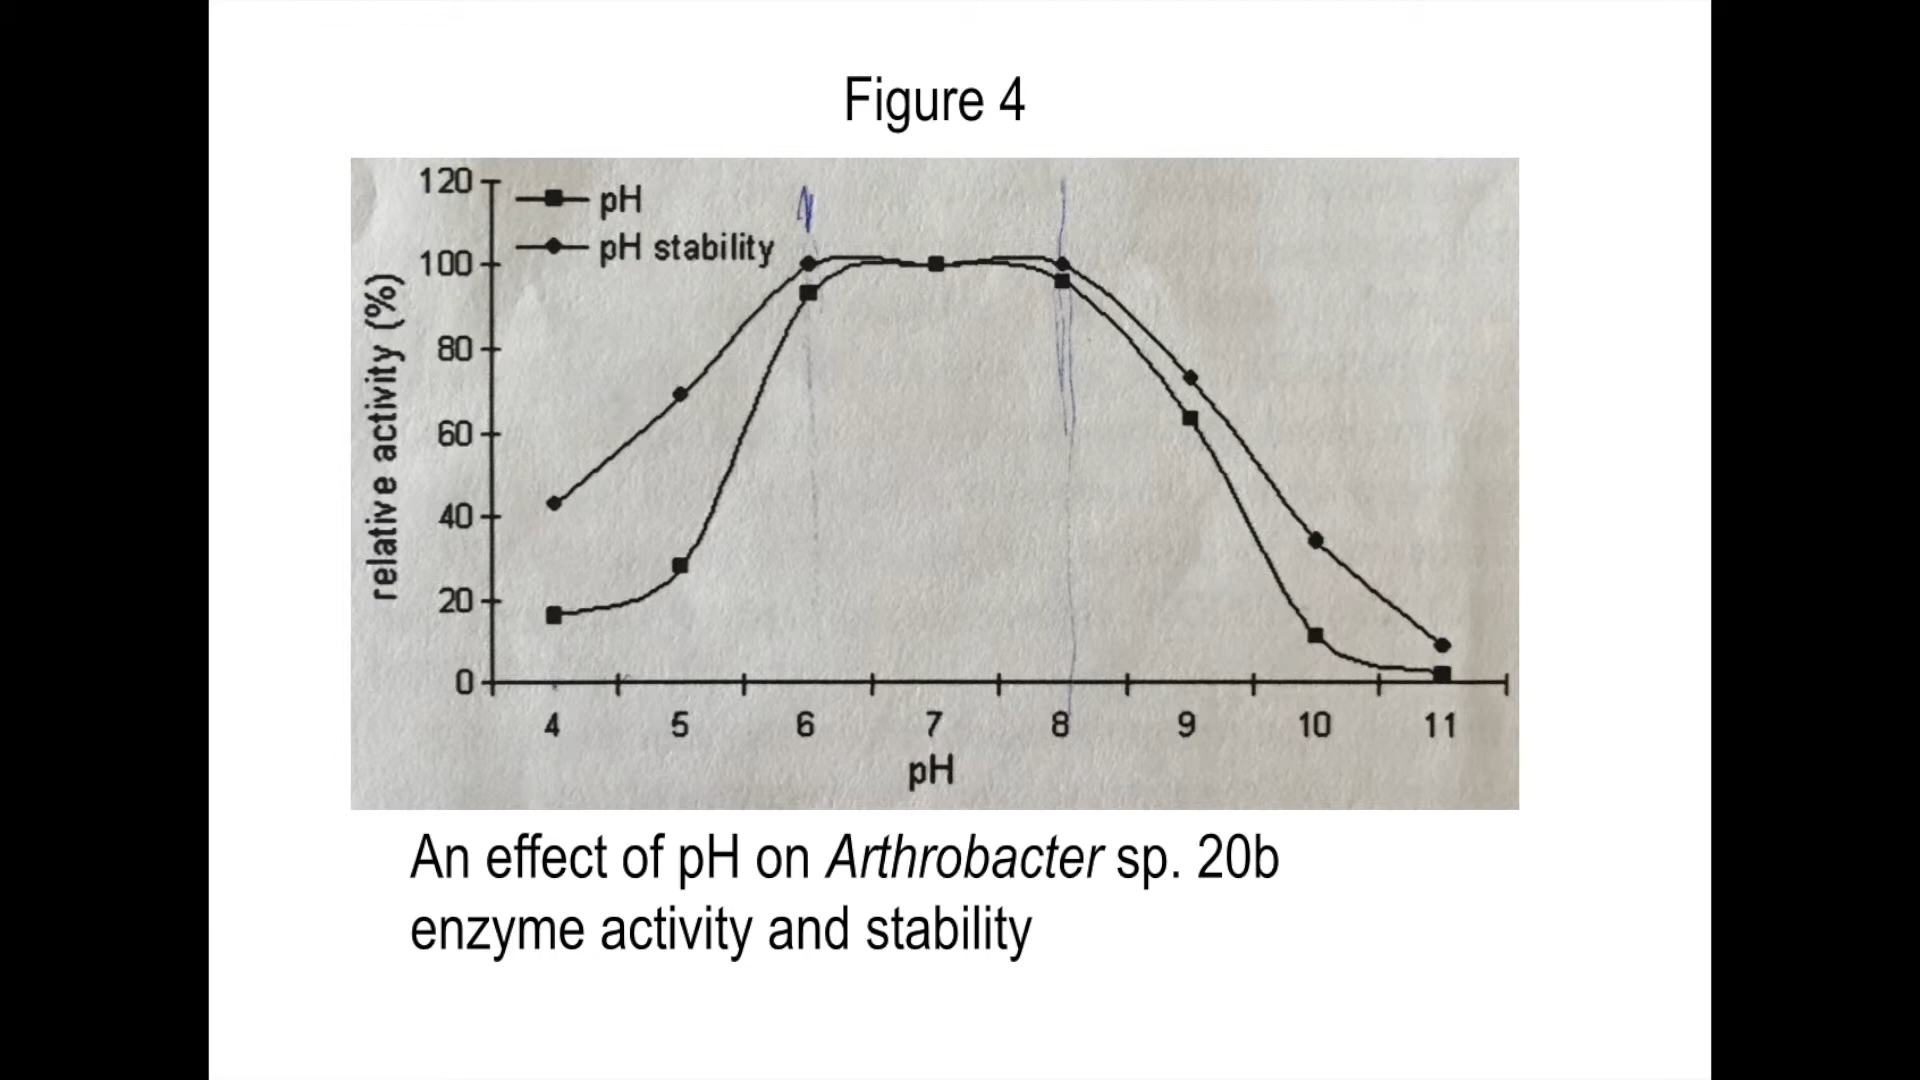 Figure 4
120
pH
pH stability
100
80
60
40
20
0
relative activity (%)
4 5 6 7 8 9 10 11
pH
An effect of pH on Arthrobacter sp. 20b
enzyme activity and stability